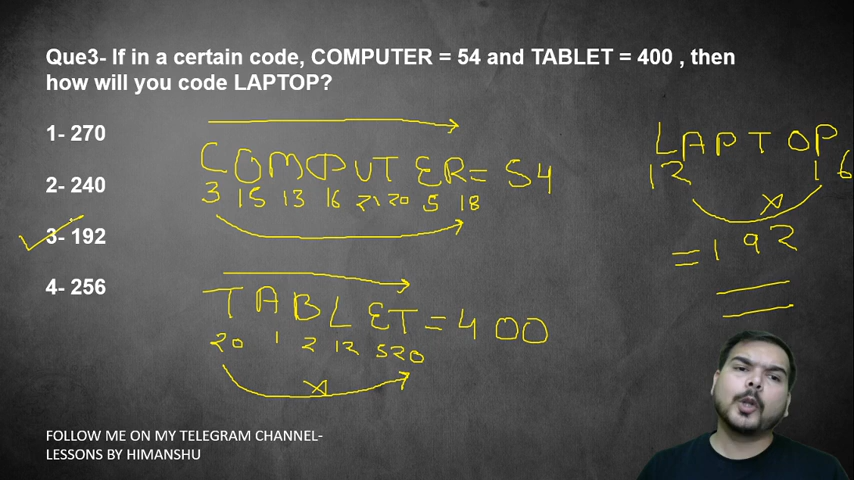 Que3- If in a certain code, COMPUTER = 54 and TABLET = 400 , then
how will you code LAPTOP?
1- 270
2- 240
3- 192
4- 256
COMPUTER= 54
3 15 13 16 21 20 5 18
TABLET = 400
20 1 2 12 5 20
LAPTOP
12 16
×
= 192
×
FOLLOW ME ON MY TELEGRAM CHANNEL-
LESSONS BY HIMANSHU